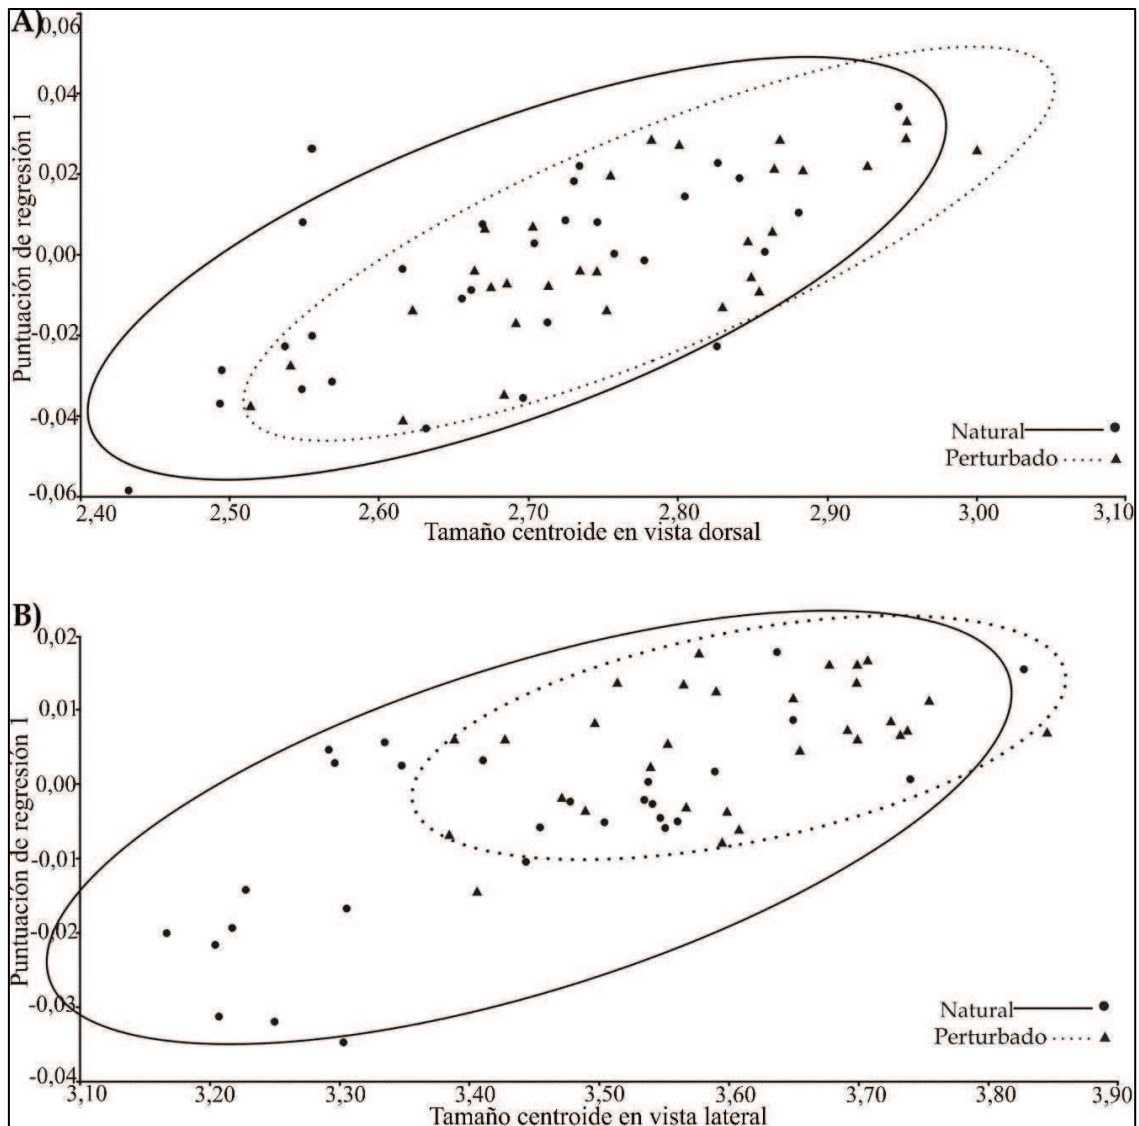 A)
0,06
0,04
0,02
0,00
-0,02
-0,04
-0,06
Puntuación de regresión 1
2,40 2,50 2,60 2,70 2,80 2,90 3,00 3,10
Tamaño centroide en vista dorsal
Natural
Perturbado
B)
0,02
0,01
0,00
-0,01
-0,02
-0,03
-0,04
Puntuación de regresión 1
3,10 3,20 3,30 3,40 3,50 3,60 3,70 3,80 3,90
Tamaño centroide en vista lateral
Natural
Perturbado